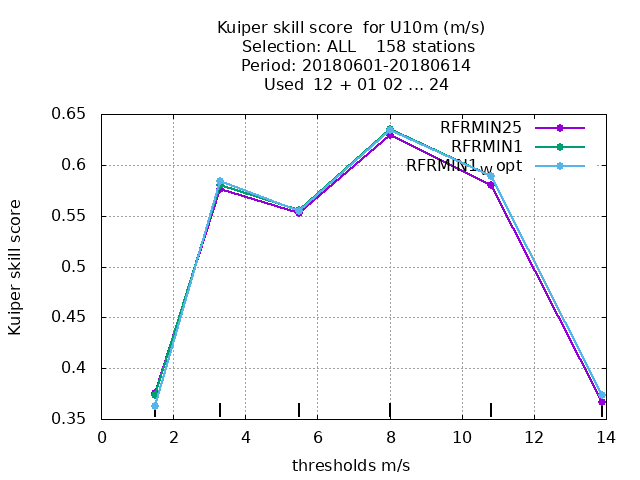 Kuiper skill score  for U10m (m/s)
Selection: ALL    158 stations
Period: 20180601-20180614
Used  12 + 01 02 ... 24
Kuiper skill score
0.65
0.6
0.55
0.5
0.45
0.4
0.35
RFRMIN25
RFRMIN1
RFRMIN1w opt
0 2 4 6 8 10 12 14
thresholds m/s